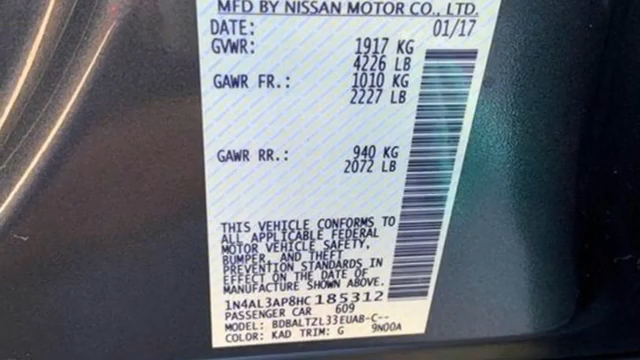 MFD BY NISSAN MOTOR CO., LTD.
DATE: 01/17
GVWR: 1917 KG
4226 LB
GAWR FR.: 1010 KG
2227 LB
GAWR RR.: 940 KG
2072 LB
THIS VEHICLE CONFORMS TO
ALL APPLICABLE FEDERAL
MOTOR VEHICLE SAFETY,
BUMPER, AND THEFT
PREVENTION STANDARDS IN
EFFECT ON THE DATE OF
MANUFACTURE SHOWN ABOVE.
1N4AL3AP8HC185312
PASSENGER CAR 609
MODEL: BDBALTZL33EUAB-C--
COLOR: KAD TRIM: G 9N00A